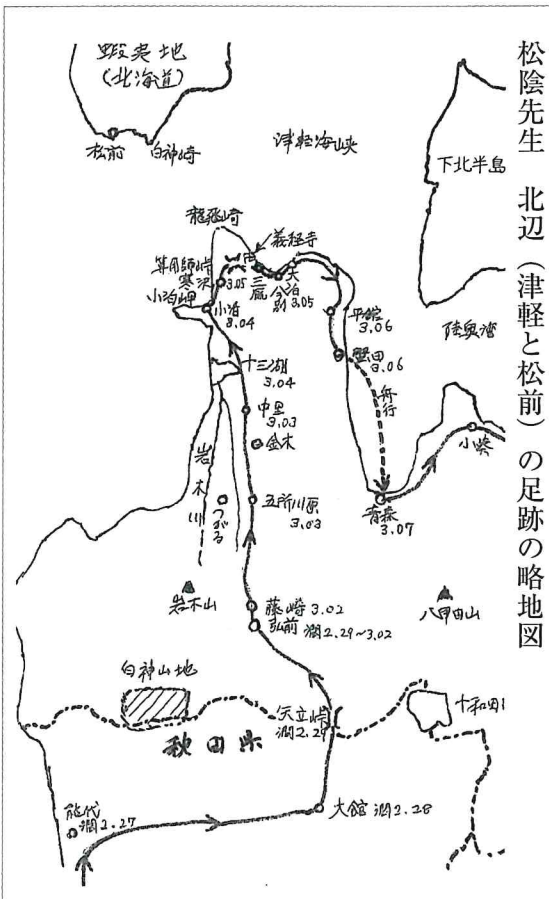 松陰先生　北辺（津軽と松前）の足跡の略地図
蝦夷地
(北海道)
松前
白神崎
津軽海峡
下北半島
龍飛崎
義経寺
算用師峠
寒沢
3.05
三厩
今別
大泊
3.05
小泊岬
小泊
3.04
平館
3.06
陸奥湾
蟹田
3.06
十三湖
3.04
舟行
中里
3.03
金木
小湊
岩木川
つがる
五所川原
3.03
青森
3.07
岩木山
藤崎 3.02
弘前 潤2.29~3.02
八甲田山
白神山地
矢立峠
潤2.29
秋田県
能代
潤2.27
大館 潤2.28